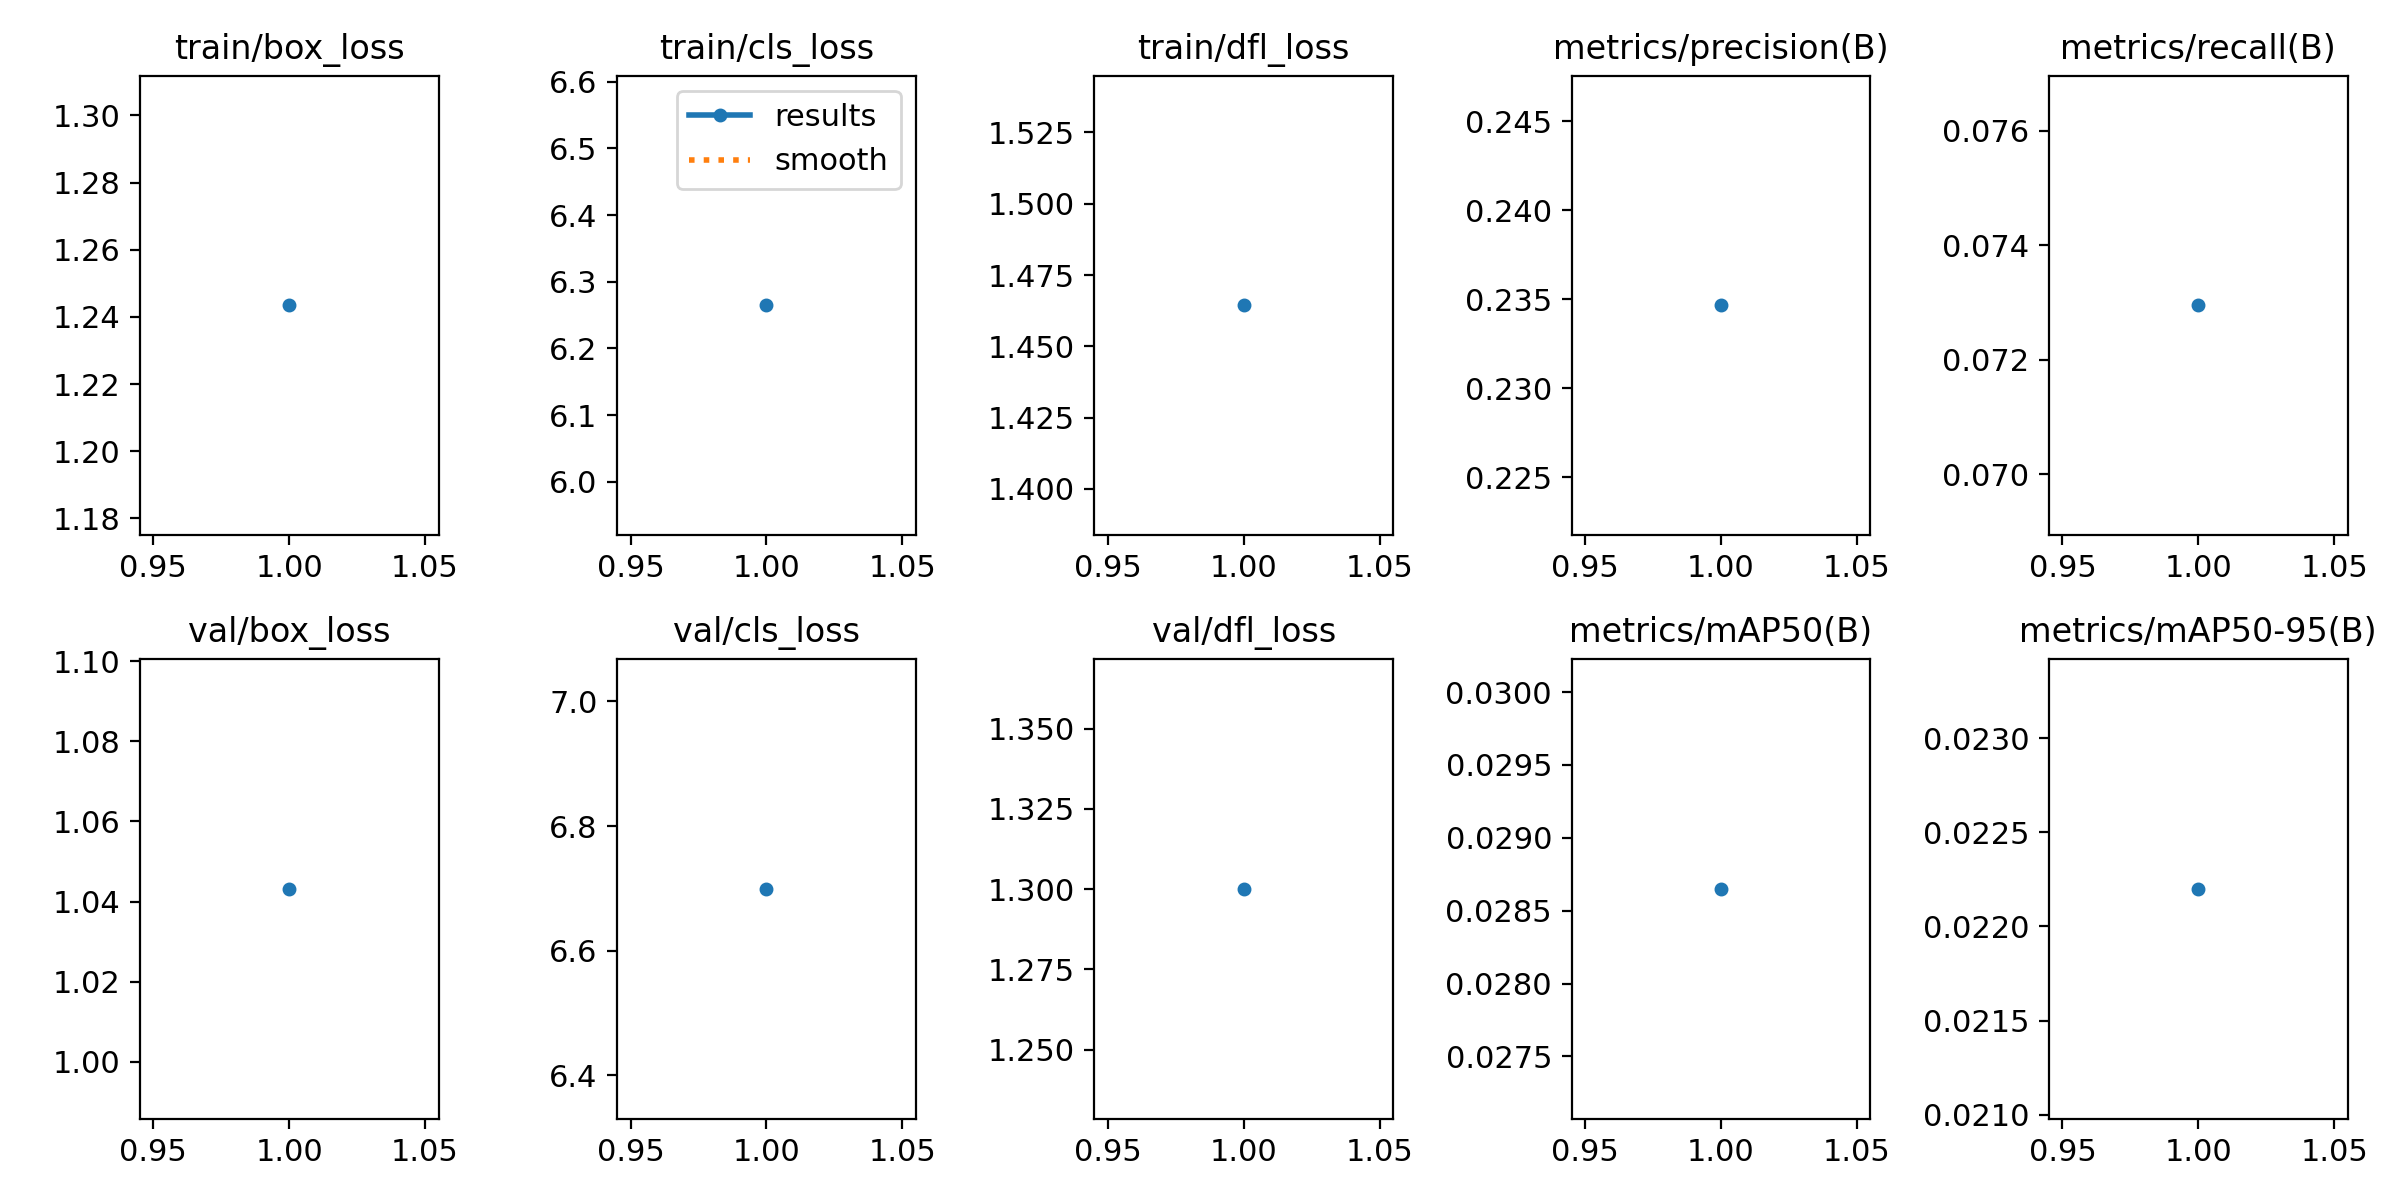 train/box_loss
1.30
1.28
1.26
1.24
1.22
1.20
1.18
0.95 1.00 1.05
train/cls_loss
6.6
6.5
6.4
6.3
6.2
6.1
6.0
results
smooth
0.95 1.00 1.05
train/dfl_loss
1.525
1.500
1.475
1.450
1.425
1.400
0.95 1.00 1.05
metrics/precision(B)
0.245
0.240
0.235
0.230
0.225
0.95 1.00 1.05
metrics/recall(B)
0.076
0.074
0.072
0.070
0.95 1.00 1.05
val/box_loss
1.10
1.08
1.06
1.04
1.02
1.00
0.95 1.00 1.05
val/cls_loss
7.0
6.8
6.6
6.4
0.95 1.00 1.05
val/dfl_loss
1.350
1.325
1.300
1.275
1.250
0.95 1.00 1.05
metrics/mAP50(B)
0.0300
0.0295
0.0290
0.0285
0.0280
0.0275
0.95 1.00 1.05
metrics/mAP50-95(B)
0.0230
0.0225
0.0220
0.0215
0.0210
0.95 1.00 1.05